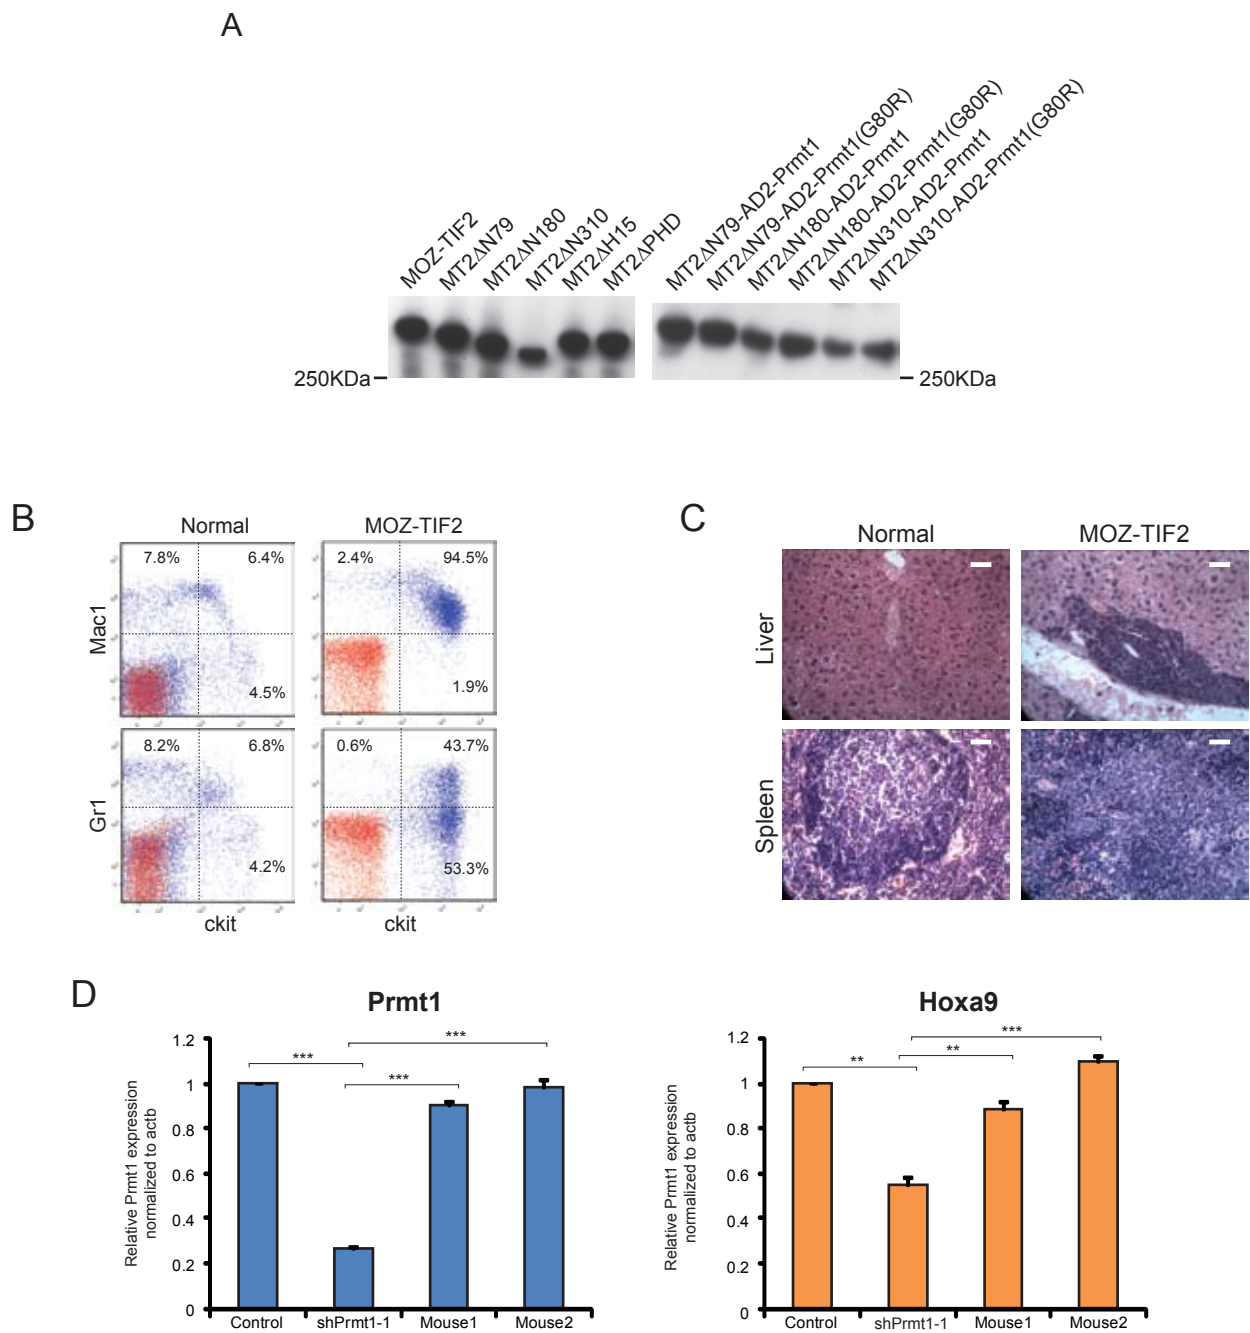 A
MOZ-TIF2
MT2ΔN79
MT2ΔN180
MT2ΔN310
MT2ΔH15
MT2ΔPHD
MT2ΔN79-AD2-Prmt1
MT2ΔN79-AD2-Prmt1(G80R)
MT2ΔN180-AD2-Prmt1
MT2ΔN180-AD2-Prmt1(G80R)
MT2ΔN310-AD2-Prmt1
MT2ΔN310-AD2-Prmt1(G80R)
250KDa
250KDa
B
Normal
MOZ-TIF2
Mac1
7.8%
6.4%
4.5%
2.4%
94.5%
1.9%
Gr1
8.2%
6.8%
4.2%
0.6%
43.7%
53.3%
ckit
ckit
C
Normal
MOZ-TIF2
Liver
Spleen
D
Prmt1
Relative Prmt1 expression
normalized to actb
1.2
1
0.8
0.6
0.4
0.2
0
***
***
***
Control
shPrmt1-1
Mouse1
Mouse2
Hoxa9
Relative Prmt1 expression
normalized to actb
1.2
1
0.8
0.6
0.4
0.2
0
**
**
***
Control
shPrmt1-1
Mouse1
Mouse2